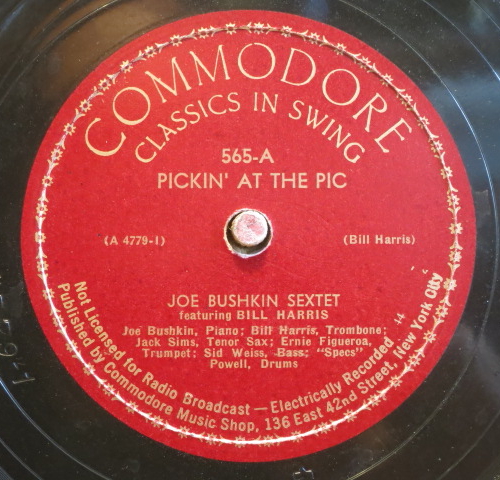 COMMODORE
CLASSICS IN SWING
565-A
PICKIN' AT THE PIC
(A 4779-1)
(Bill Harris)
JOE BUSHKIN SEXTET
featuring BILL HARRIS
Joe Bushkin, Piano; Bill Harris, Trombone;
Jack Sims, Tenor Sax; Ernie Figueroa,
Trumpet; Sid Weiss, Bass; "Specs"
Powell, Drums
Not Licensed for Radio Broadcast — Electrically Recorded
Published by Commodore Music Shop, 136 East 42nd Street, New York City